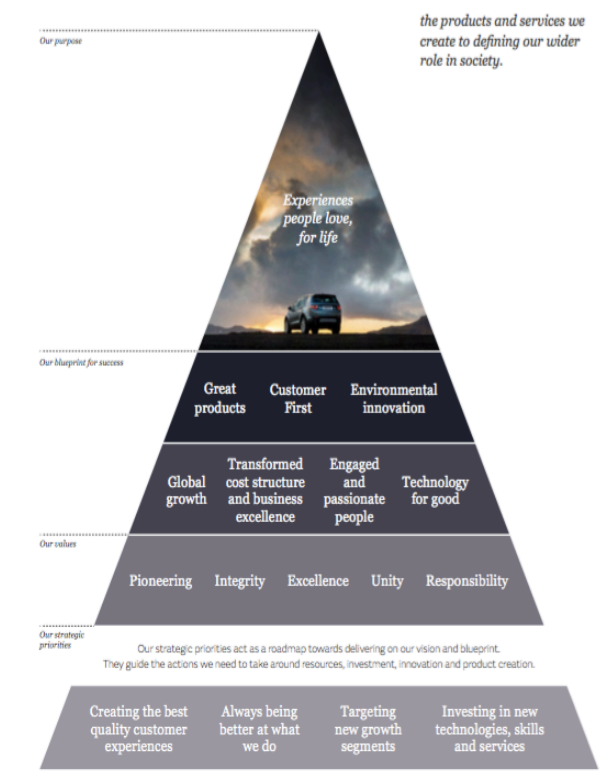 the products and services we
create to defining our wider
role in society.
Our purpose
Experiences
people love,
for life
Our blueprint for success
Great
products
Customer
First
Environmental
innovation
Global
growth
Transformed
cost structure
and business
excellence
Engaged
and
passionate
people
Technology
for good
Our values
Pioneering Integrity Excellence Unity Responsibility
Our strategic
priorities
Our strategic priorities act as a roadmap towards delivering on our vision and blueprint.
They guide the actions we need to take around resources, investment, innovation and product creation.
Creating the best
quality customer
experiences
Always being
better at what
we do
Targeting
new growth
segments
Investing in new
technologies, skills
and services